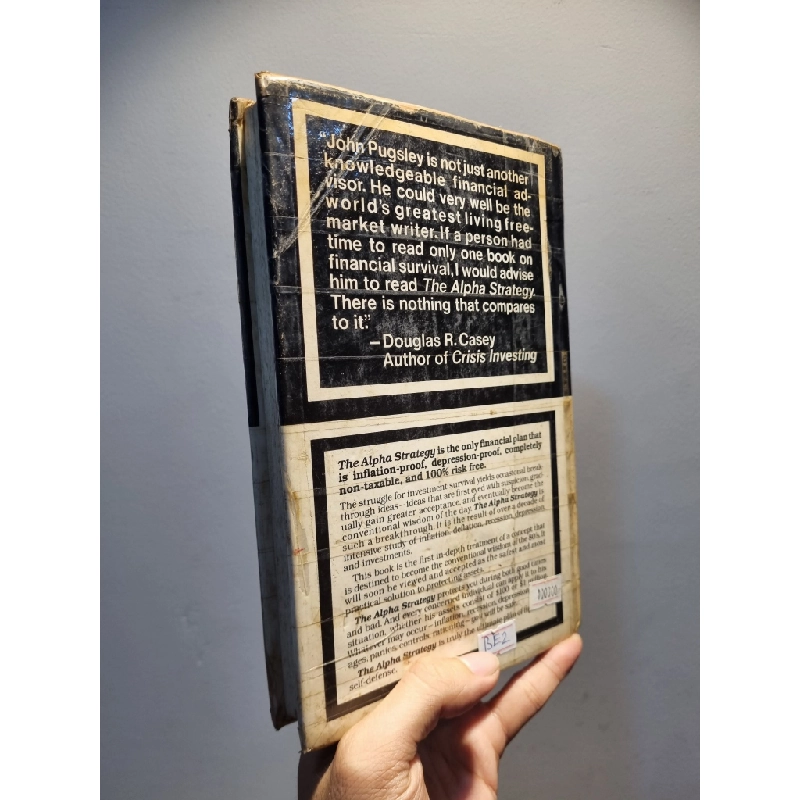 "John Pugsley is not just another
knowledgeable financial ad-
visor. He could very well be the
world's greatest living free-
market writer. If a person had
time to read only one book on
financial survival, I would advise
him to read The Alpha Strategy.
There is nothing that compares
to it."
—Douglas R. Casey
Author of Crisis Investing
The Alpha Strategy is the only financial plan that
is inflation-proof, depression-proof, completely
non-taxable, and 100% risk free.
The struggle for investment survival yields occasional break-
throughs ideas—ideas that are first eyed with suspicion, grad-
ually gain greater acceptance, and eventually become the
conventional wisdom of the day. The Alpha Strategy is
such a breakthrough. It is the result of over a decade of
intensive study of inflation, deflation, recession, depression,
and investments.
This book is the first in-depth treatment of a concept that
is destined to become the conventional wisdom of the 80s. It
will soon be viewed and accepted as the safest and most
practical solution to protecting assets.
The Alpha Strategy protects you during both good times
and bad. And every concerned individual can apply it to his
situation, whether his assets consist of $100 or
Whatever may occur—inflation, recession, depression,
ages, panics, controls, rationing—you will be safe.
The Alpha Strategy is truly the ultimate plan of
self-defense.
BE2